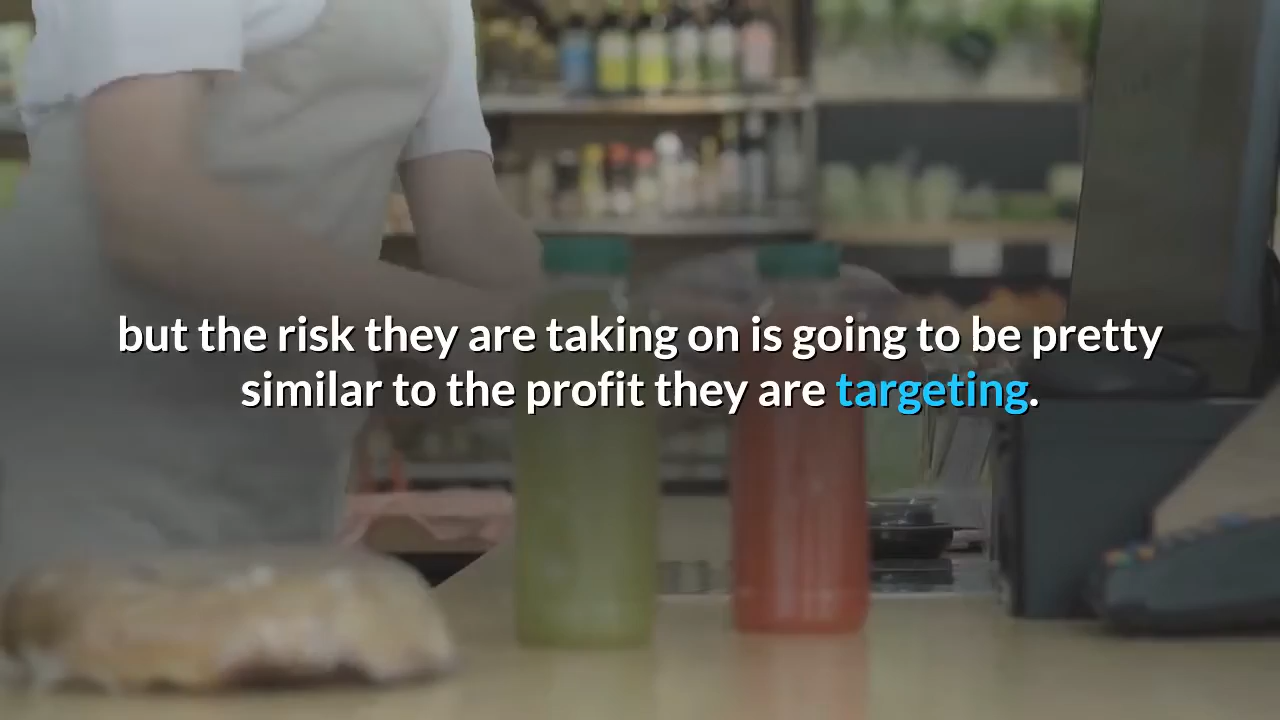 but the risk they are taking on is going to be pretty
similar to the profit they are targeting.